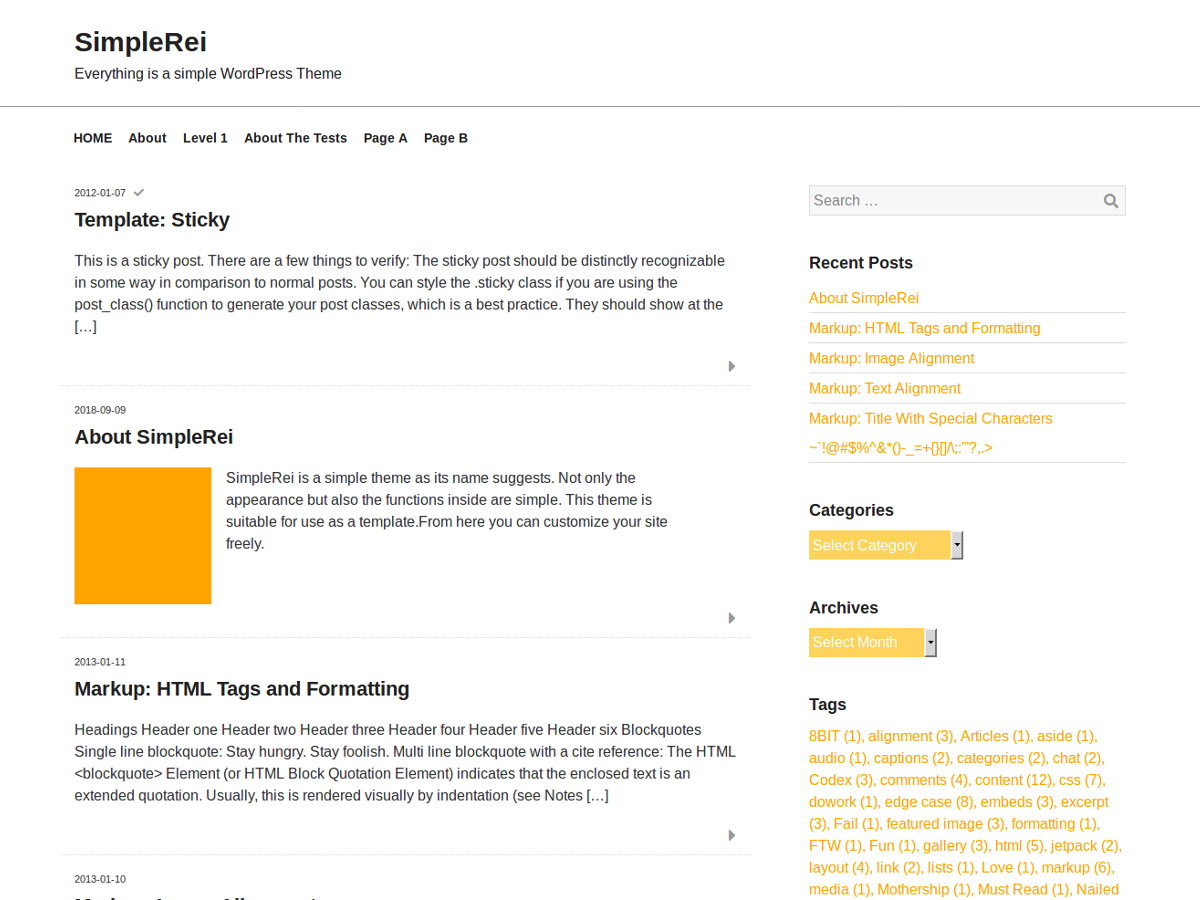 SimpleRei
Everything is a simple WordPress Theme
HOME About Level 1 About The Tests Page A Page B
2012-01-07
Template: Sticky
This is a sticky post. There are a few things to verify: The sticky post should be distinctly recognizable
in some way in comparison to normal posts. You can style the .sticky class if you are using the
post_class() function to generate your post classes, which is a best practice. They should show at the
[…]
2018-09-09
About SimpleRei
SimpleRei is a simple theme as its name suggests. Not only the
appearance but also the functions inside are simple. This theme is
suitable for use as a template.From here you can customize your site
freely.
2013-01-11
Markup: HTML Tags and Formatting
Headings Header one Header two Header three Header four Header five Header six Blockquotes
Single line blockquote: Stay hungry. Stay foolish. Multi line blockquote with a cite reference: The HTML
<blockquote> Element (or HTML Block Quotation Element) indicates that the enclosed text is an
extended quotation. Usually, this is rendered visually by indentation (see Notes […]
2013-01-10
Search …
Recent Posts
About SimpleRei
Markup: HTML Tags and Formatting
Markup: Image Alignment
Markup: Text Alignment
Markup: Title With Special Characters
~`!@#$%^&*()-_=+{}[]/\;:'"?,.>
Categories
Select Category
Archives
Select Month
Tags
8BIT (1), alignment (3), Articles (1), aside (1),
audio (1), captions (2), categories (2), chat (2),
Codex (3), comments (4), content (12), css (7),
dowork (1), edge case (8), embeds (3), excerpt
(3), Fail (1), featured image (3), formatting (1),
FTW (1), Fun (1), gallery (3), html (5), jetpack (2),
layout (4), link (2), lists (1), Love (1), markup (6),
media (1), Mothership (1), Must Read (1), Nailed